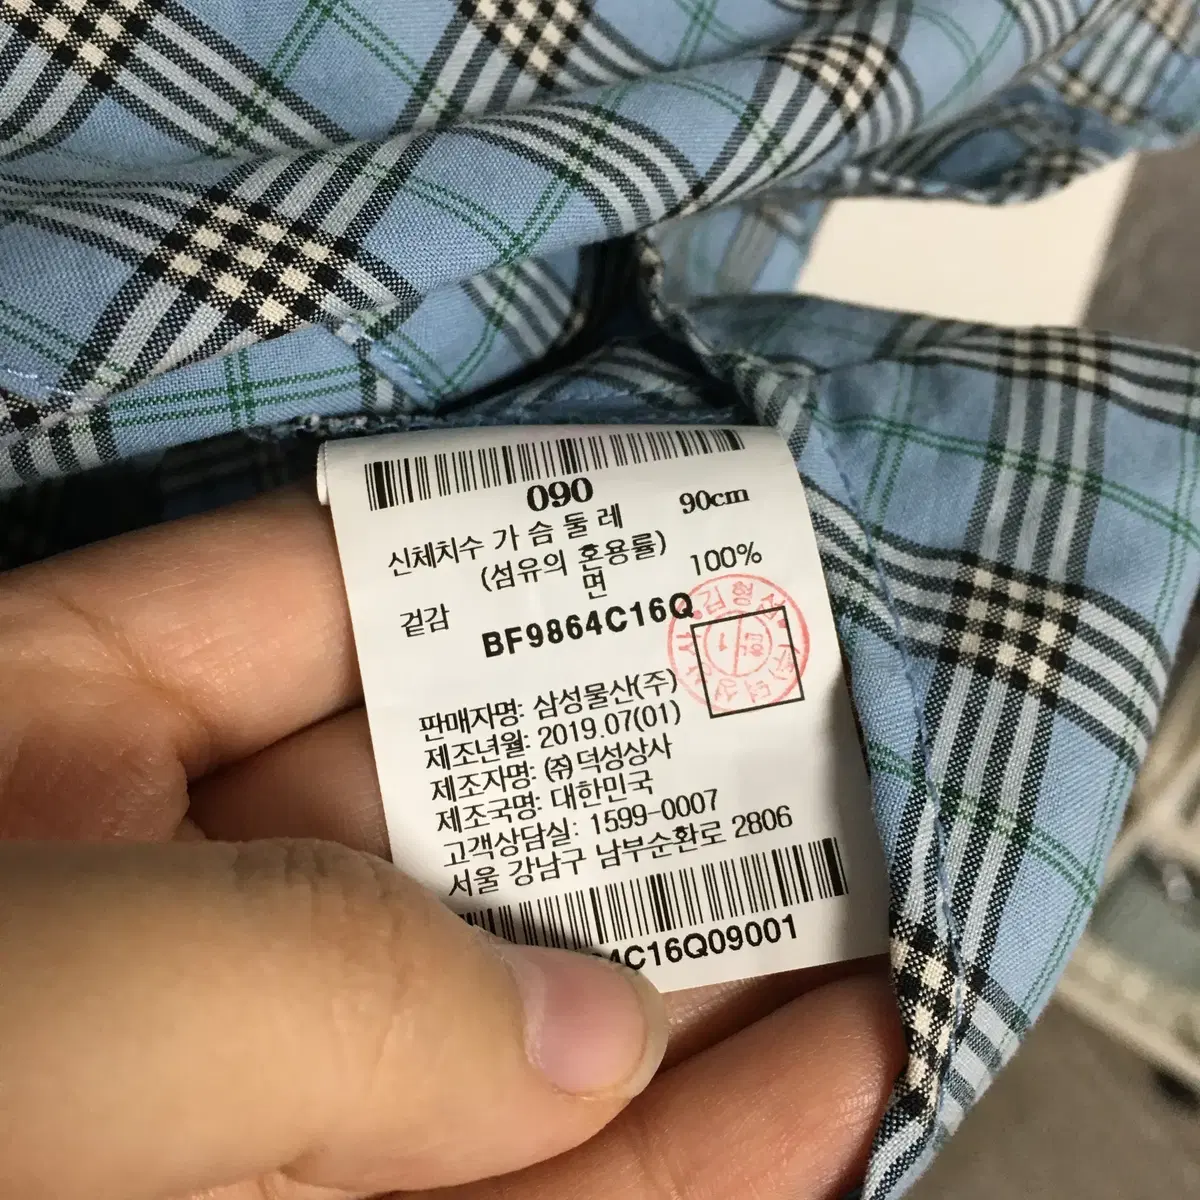 090
신체치수 가 슴 둘 레 90cm
(섬유의 혼용률)
겉감 면 100%
BF9864C16Q
판매자명: 삼성물산(주)
제조년월: 2019.07(01)
제조자명: ㈜덕성상사
제조국명: 대한민국
고객상담실: 1599-0007
서울 강남구 남부순환로 2806
4C16Q09001